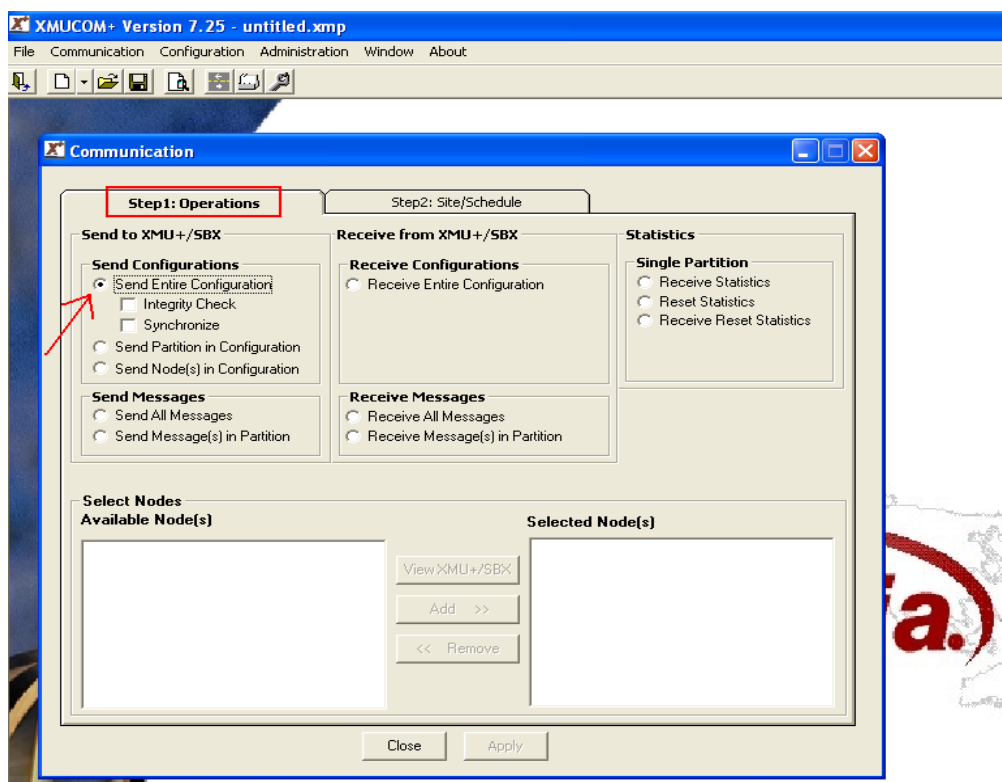 XMUCOM+ Version 7.25 - untitled.xmp
File Communication Configuration Administration Window About
Communication
Step1: Operations
Step2: Site/Schedule
Send to XMU+/SBX
Send Configurations
Send Entire Configuration
Integrity Check
Synchronize
Send Partition in Configuration
Send Node(s) in Configuration
Send Messages
Send All Messages
Send Message(s) in Partition
Receive from XMU+/SBX
Receive Configurations
Receive Entire Configuration
Receive Messages
Receive All Messages
Receive Message(s) in Partition
Statistics
Single Partition
Receive Statistics
Reset Statistics
Receive Reset Statistics
Select Nodes
Available Node(s)
View XMU+/SBX
Add >>
<< Remove
Selected Node(s)
Close
Apply
a.